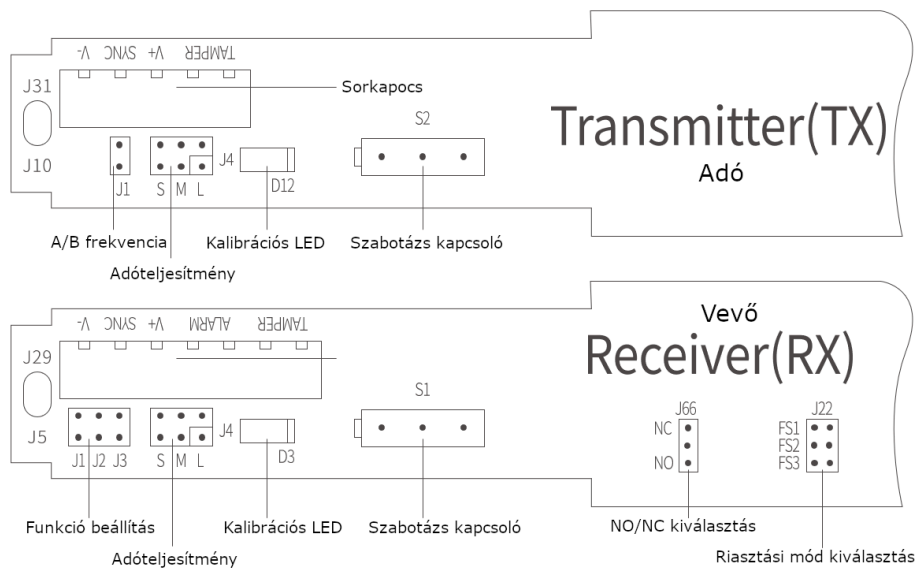 V- SYNC V+ TAMPER
J31
Sorkapocs
S2
Transmitter(TX)
Adó
J10
J1
S M L
J4
D12
A/B frekvencia
Kalibrációs LED
Szabotázs kapcsoló
Adóteljesítmény
V- SYNC V+ ALARM TAMPER
Vevő
Receiver(RX)
J29
S1
J66
J22
NC
FS1
FS2
NO
FS3
J5
J1 J2 J3
S M L
J4
D3
Funkció beállítás
Kalibrációs LED
Szabotázs kapcsoló
NO/NC kiválasztás
Adóteljesítmény
Riasztási mód kiválasztás